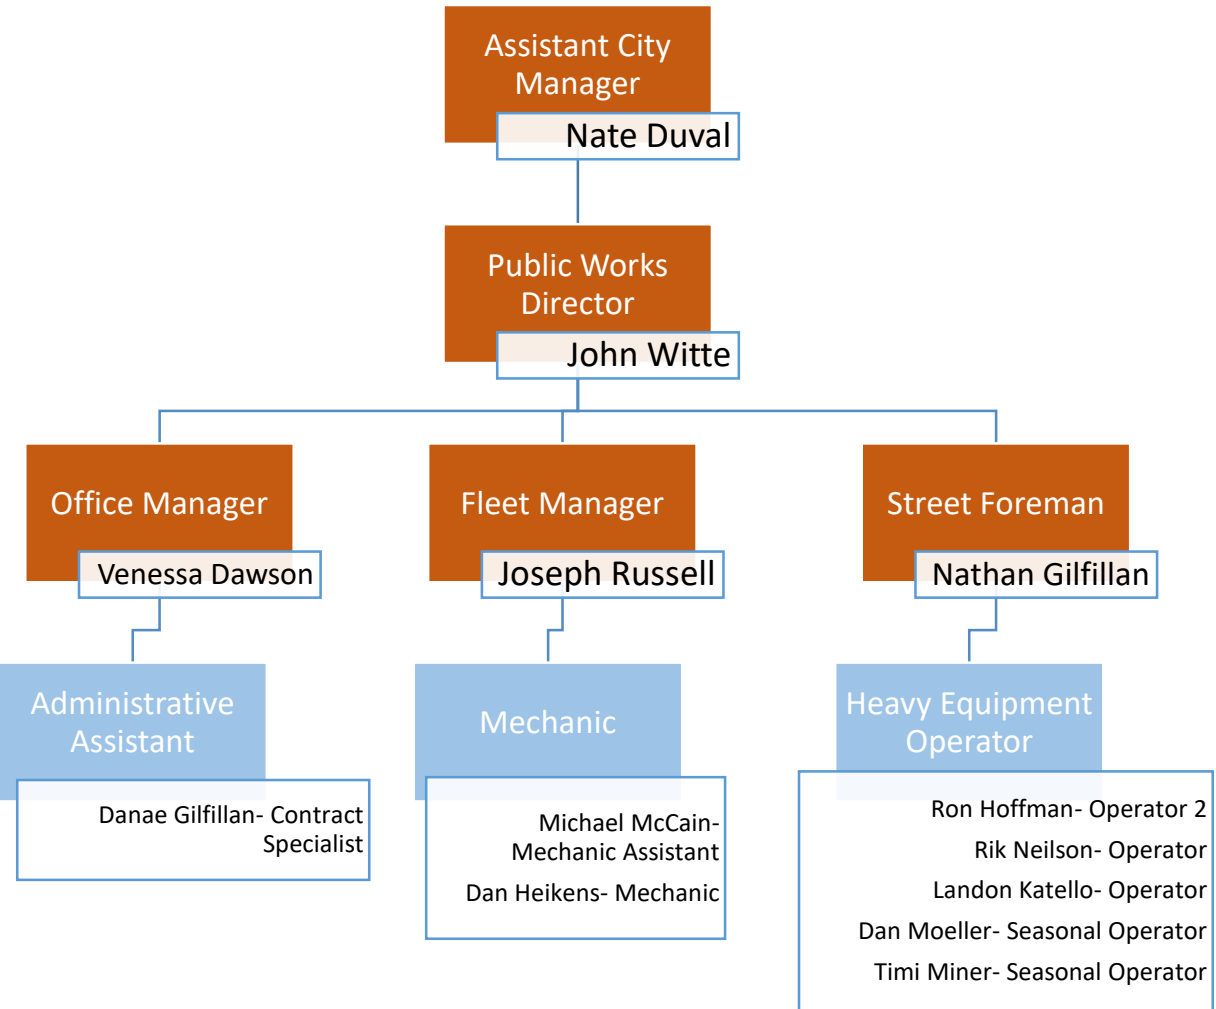 Assistant City
Manager
Nate Duval
Public Works
Director
John Witte
Office Manager
Venessa Dawson
Fleet Manager
Joseph Russell
Street Foreman
Nathan Gilfillan
Administrative
Assistant
Danae Gilfillan- Contract
Specialist
Mechanic
Michael McCain-
Mechanic Assistant
Dan Heikens- Mechanic
Heavy Equipment
Operator
Ron Hoffman- Operator 2
Rik Neilson- Operator
Landon Katello- Operator
Dan Moeller- Seasonal Operator
Timi Miner- Seasonal Operator